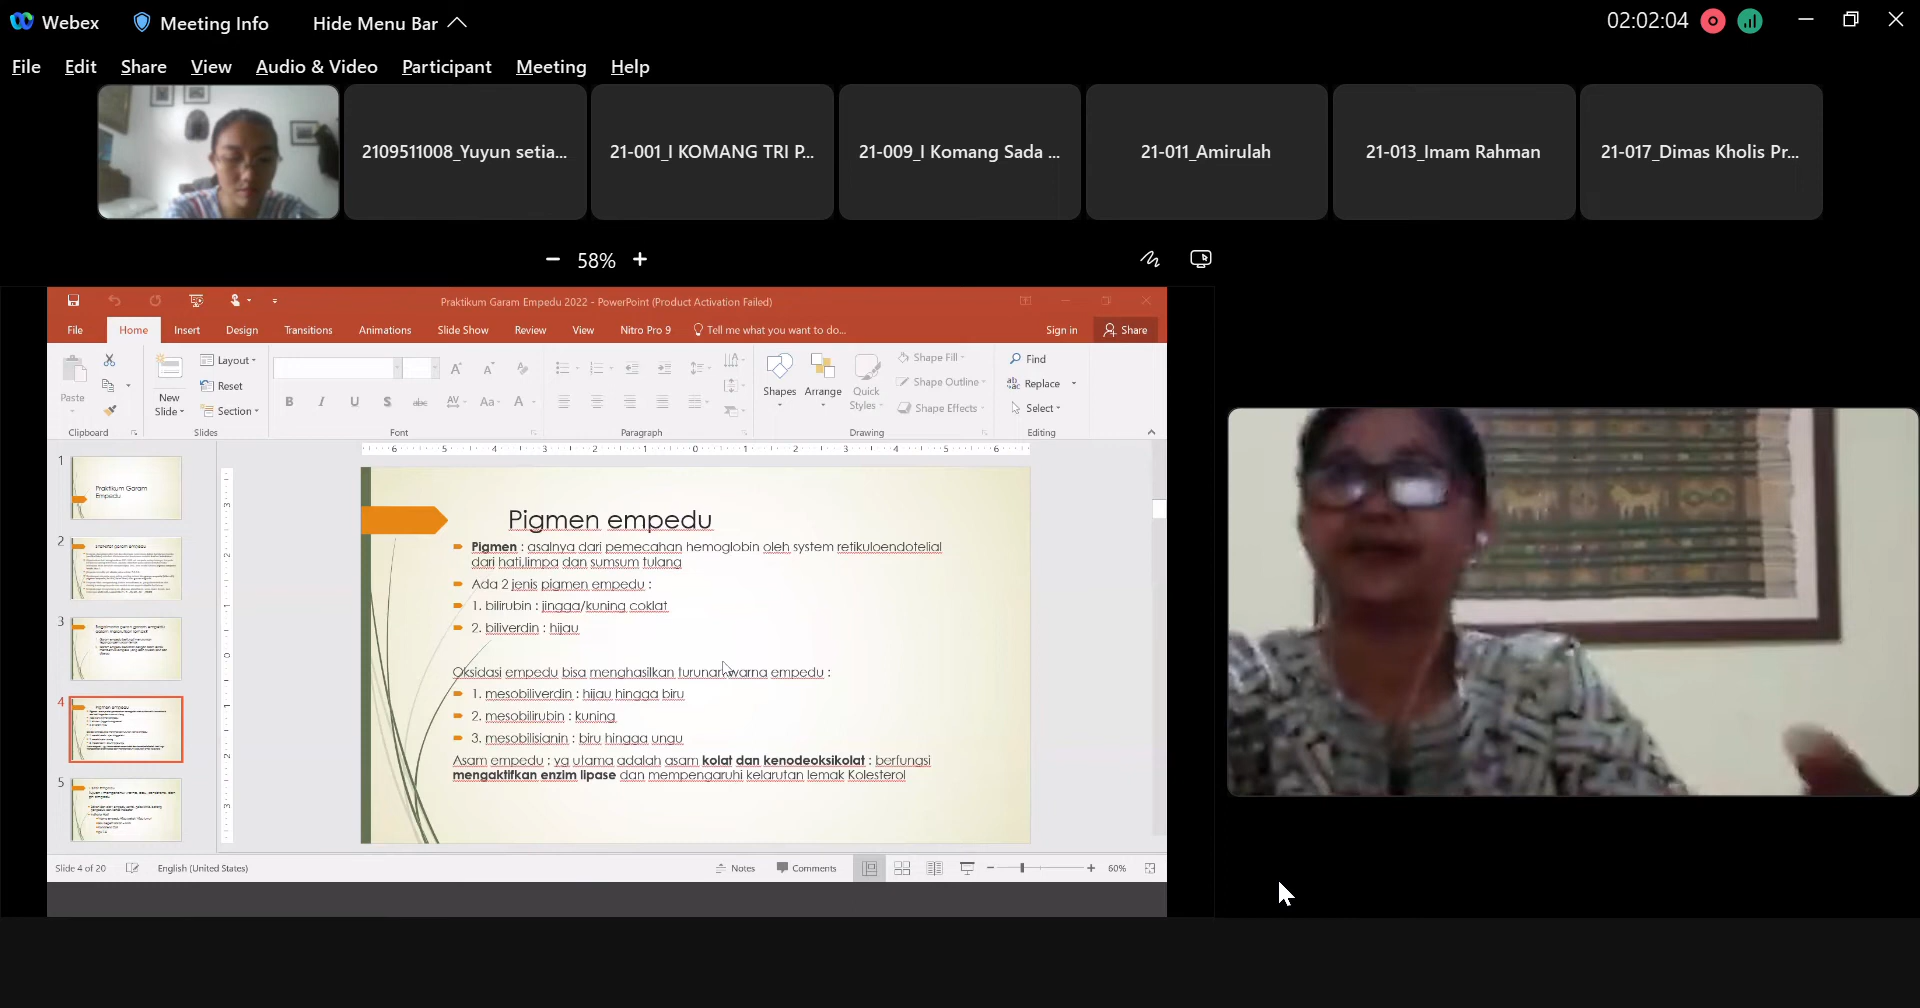 Webex
Meeting Info
Hide Menu Bar
02:02:04
File Edit Share View Audio & Video Participant Meeting Help
2109511008_Yuyun setia...
21-001_I KOMANG TRI P...
21-009_I Komang Sada ...
21-011_Amirulah
21-013_Imam Rahman
21-017_Dimas Kholis Pr...
58%
Praktikum Garam Empedu 2022 - PowerPoint (Product Activation Failed)
File Home Insert Design Transitions Animations Slide Show Review View Nitro Pro 9 Tell me what you want to do... Sign in Share
Paste
New Slide
Layout
Reset
Section
Shapes
Arrange
Quick Styles
Shape Fill
Shape Outline
Shape Effects
Find
Replace
Select
Clipboard Slides Font Paragraph Drawing Editing
1
Praktikum Garam
Empedu
2
3
4
5
Pigmen empedu
Pigmen : asalnya dari pemecahan hemoglobin oleh system retikuloendotelial
dari hati,limpa dan sumsum tulang
Ada 2 jenis pigmen empedu :
1. bilirubin : jingga/kuning coklat
2. biliverdin : hijau
Oksidasi empedu bisa menghasilkan turunan warna empedu :
1. mesobiliverdin : hijau hingga biru
2. mesobilirubin : kuning
3. mesobilisianin : biru hingga ungu
Asam empedu : yg utama adalah asam kolat dan kenodeoksikolat : berfungsi
mengaktifkan enzim lipase dan mempengaruhi kelarutan lemak Kolesterol
Slide 4 of 20
English (United States)
Notes
Comments
60%